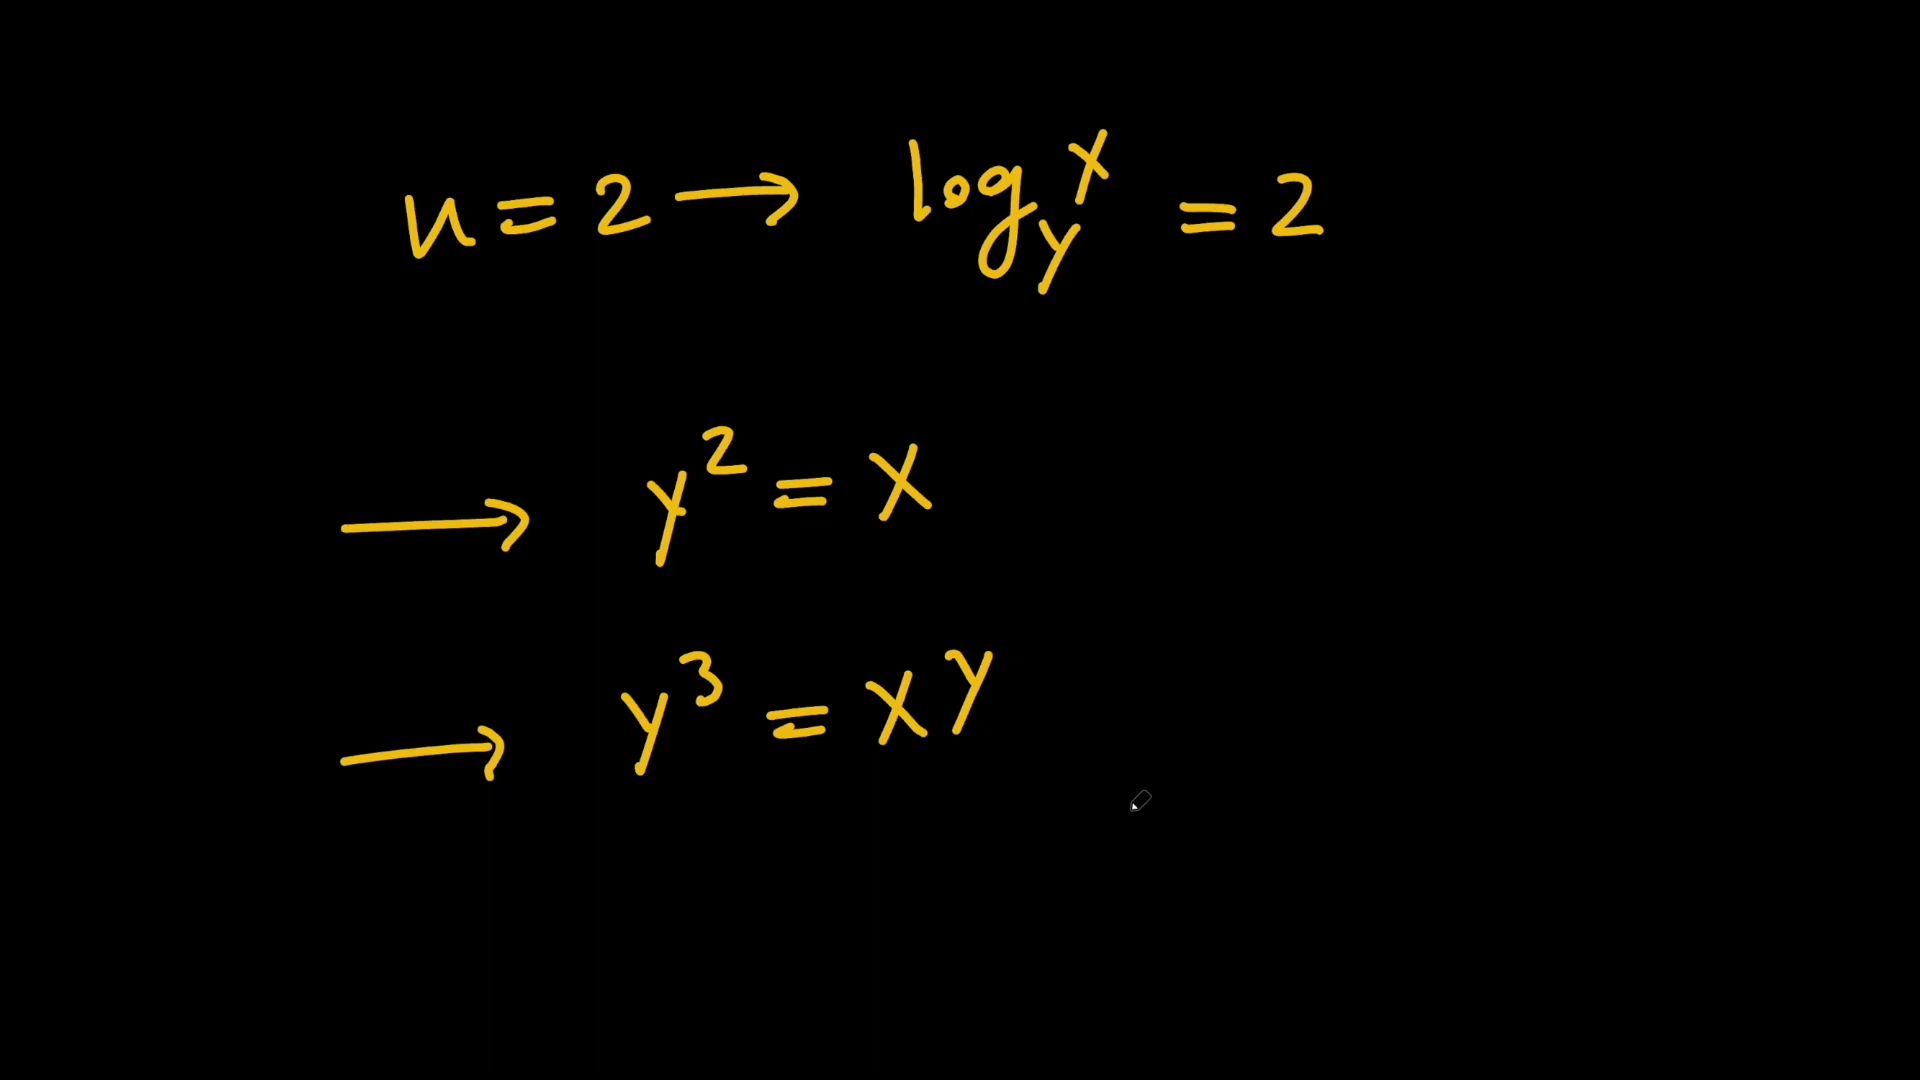 u = 2 → log_y^x = 2
→ y² = x
→ y³ = x^y